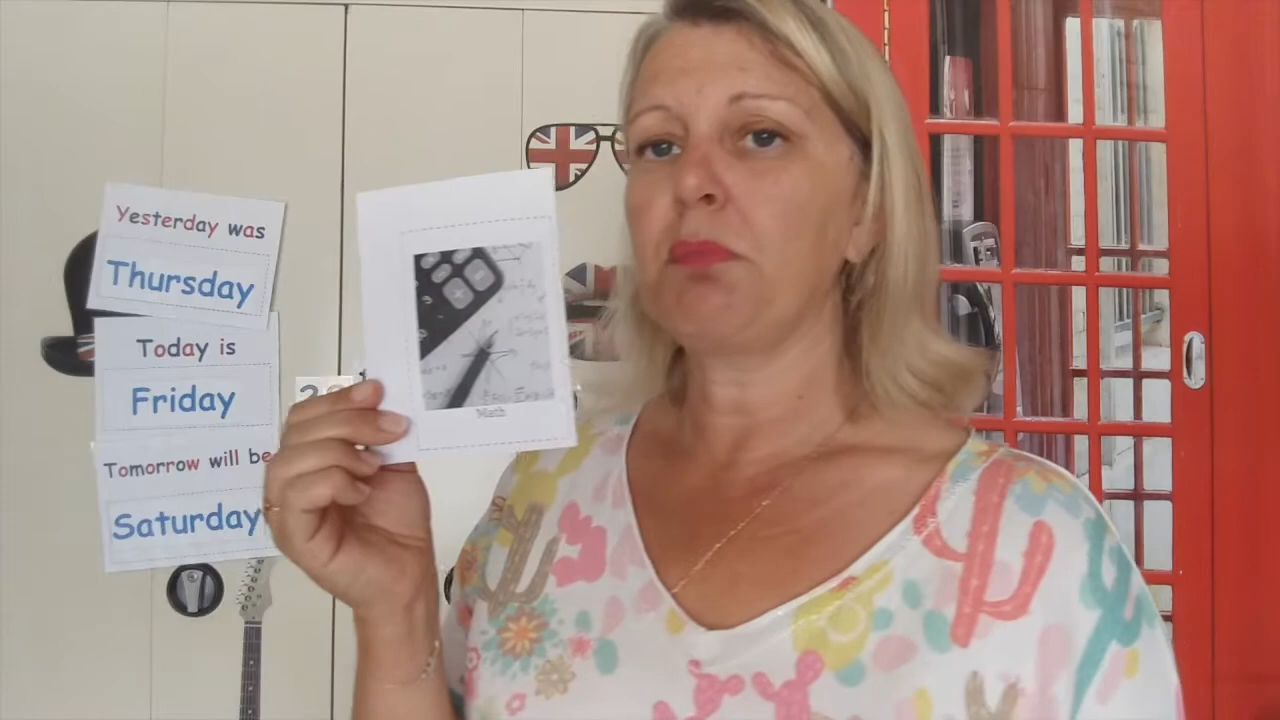 Yesterday was
Thursday
Today is
Friday
Tomorrow will be
Saturday
Math